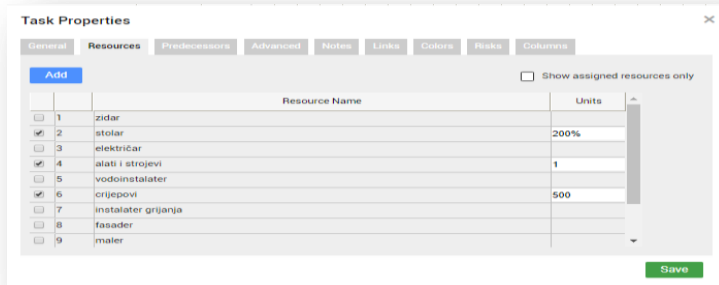 Task Properties
General Resources Predecessors Advanced Notes Links Colors Risks Columns
Add Show assigned resources only
Resource Name Units
1 zidar
2 stolar 200%
3 električar
4 alati i strojevi 1
5 vodoinstalater
6 crijepovi 500
7 instalater grijanja
8 fasader
9 maler
Save